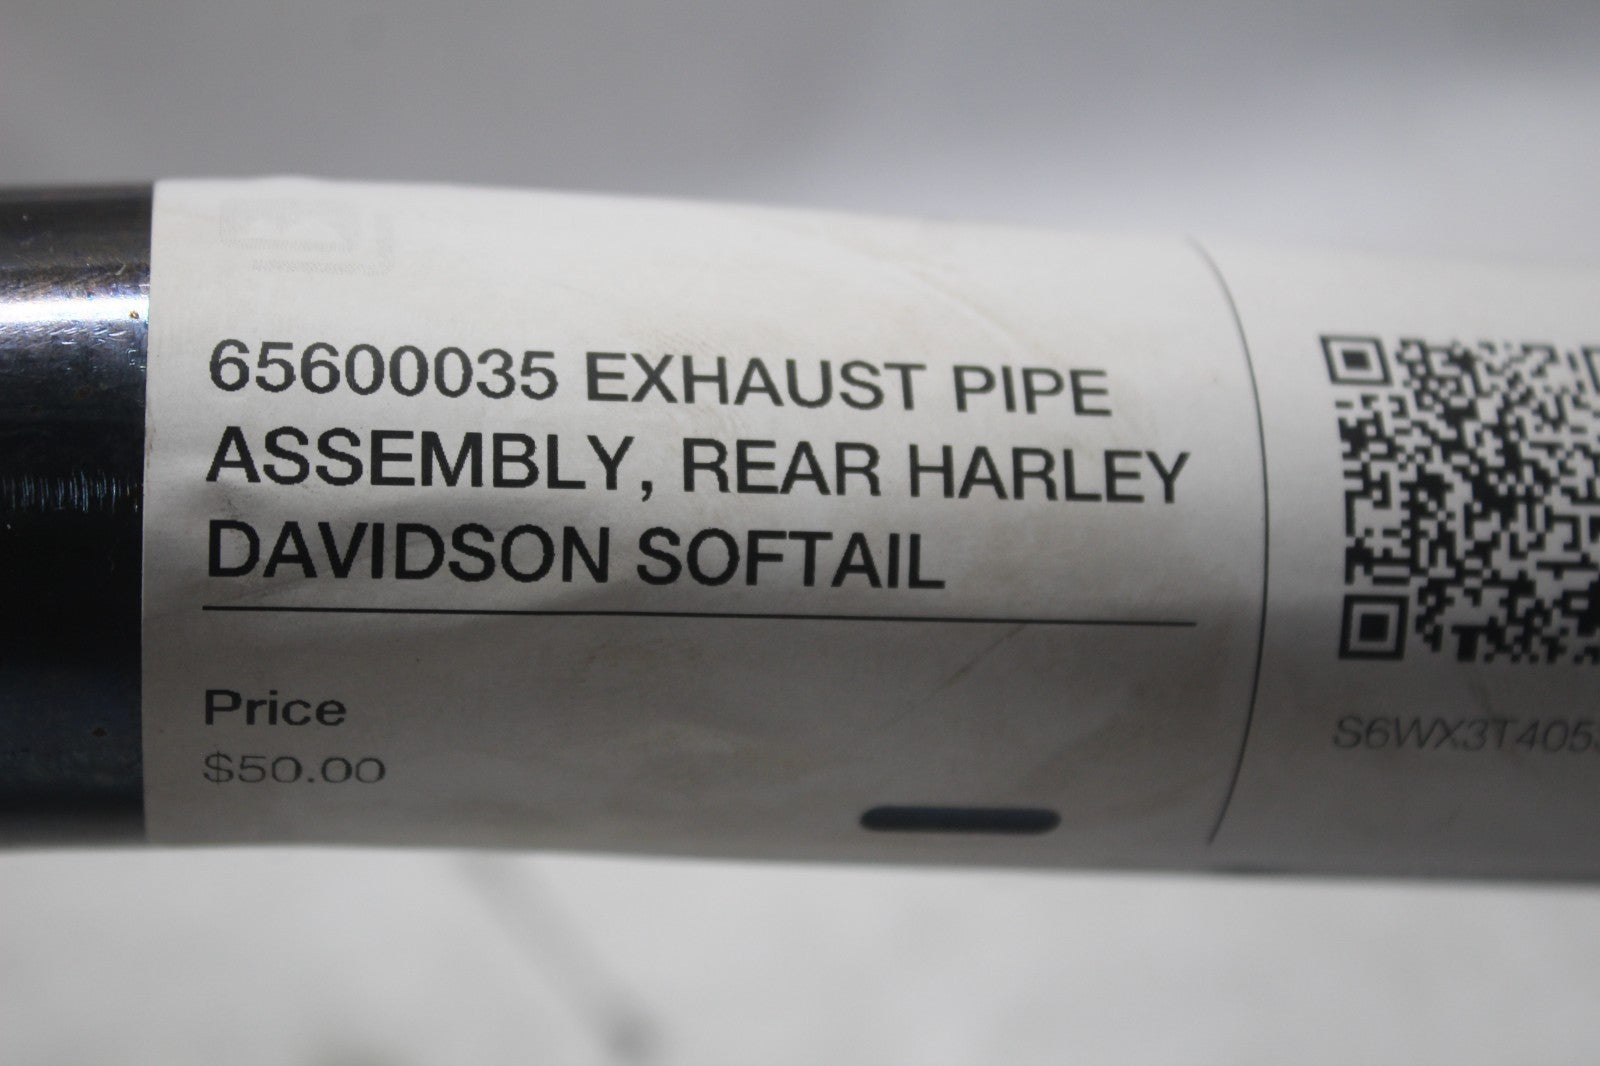 65600035 EXHAUST PIPE
ASSEMBLY, REAR HARLEY
DAVIDSON SOFTAIL
Price
$50.00